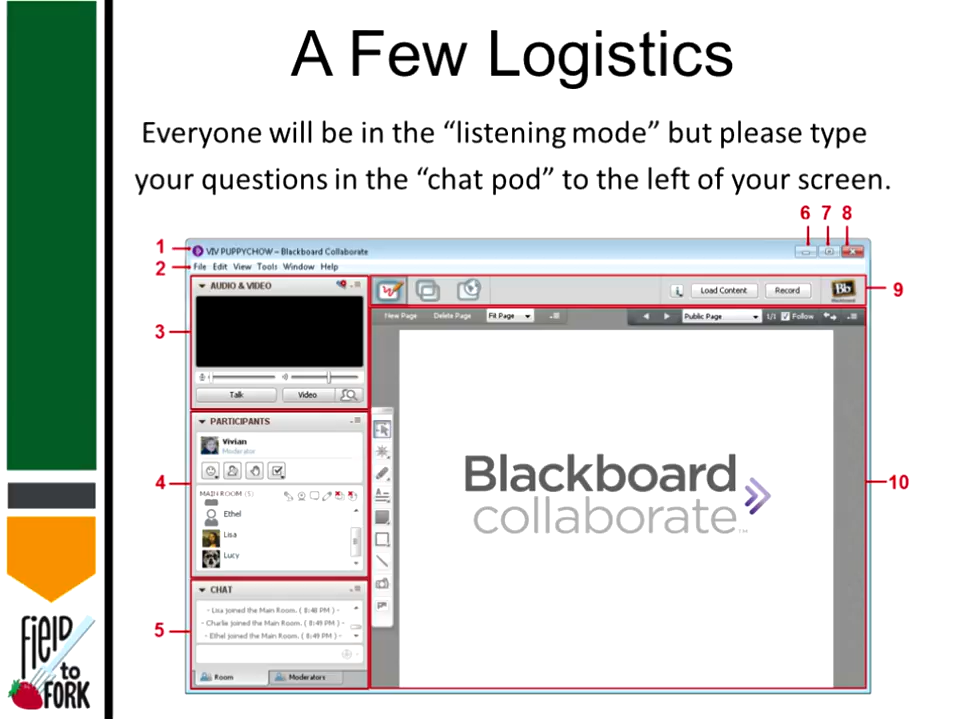 A Few Logistics
Everyone will be in the “listening mode” but please type
your questions in the “chat pod” to the left of your screen.
6 7 8
1
VIV PUPPYCHOW – Blackboard Collaborate
2
File Edit View Tools Window Help
AUDIO & VIDEO
Load Content
Record
Bb
9
New Page
Delete Page
Fit Page
Public Page
1/1
Follow
3
Talk
Video
PARTICIPANTS
Vivian
Moderator
4
MAIN ROOM (5)
Ethel
Lisa
Lucy
10
Blackboard
collaborate™
CHAT
- Lisa joined the Main Room. ( 8:48 PM ) -
- Charlie joined the Main Room. ( 8:49 PM ) -
- Ethel joined the Main Room. ( 8:49 PM ) -
5
Room
Moderators
FiELD
to
FORK